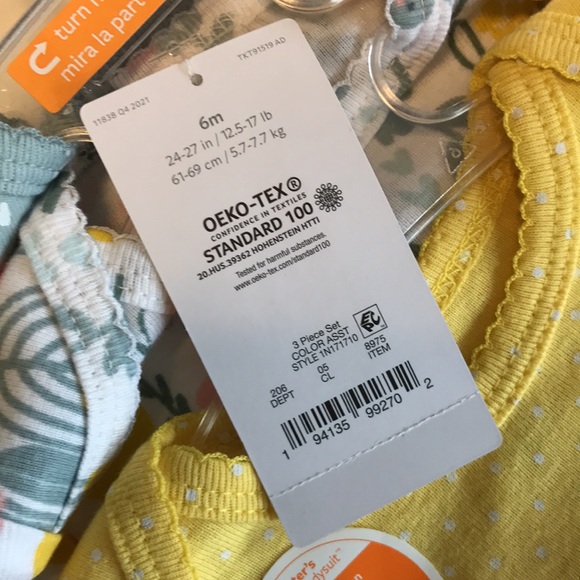 turn
mira la part
11838 Q4 2021
TKT91519 AD
6m
24-27 in / 12.5-17 lb
61-69 cm / 5.7-7.7 kg
OEKO-TEX®
CONFIDENCE IN TEXTILES
STANDARD 100
20.HUS.39362 HOHENSTEIN HTTI
Tested for harmful substances.
www.oeko-tex.com/standard100
3 Piece Set
COLOR ASST
STYLE 1N171710
EPC
206 05 8975
DEPT CL ITEM
1 94135 99270 2
ter's
dysuit™